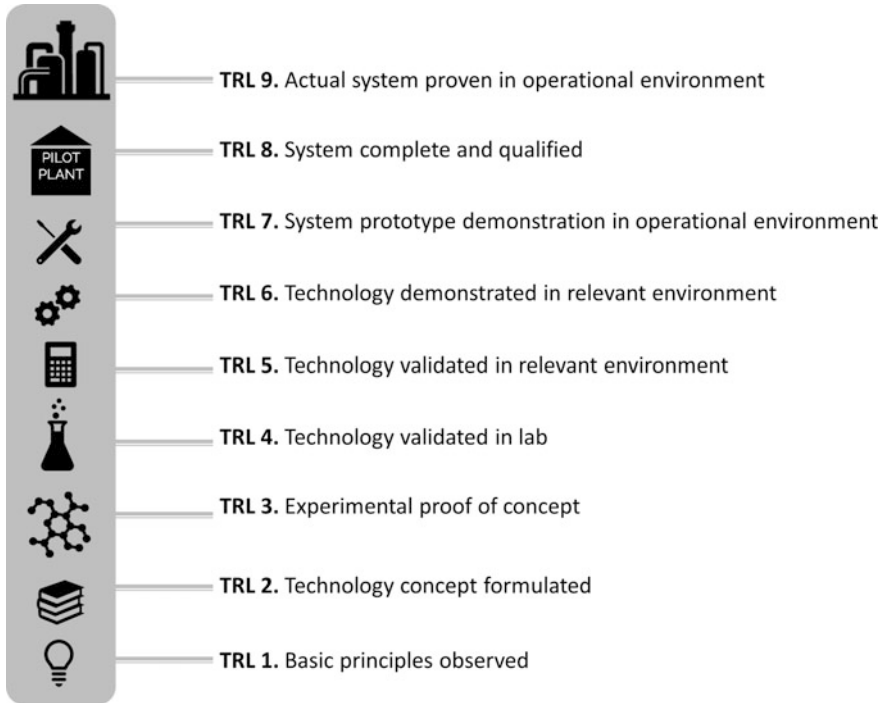 TRL 9. Actual system proven in operational environment
PILOT
PLANT
TRL 8. System complete and qualified
TRL 7. System prototype demonstration in operational environment
TRL 6. Technology demonstrated in relevant environment
TRL 5. Technology validated in relevant environment
TRL 4. Technology validated in lab
TRL 3. Experimental proof of concept
TRL 2. Technology concept formulated
TRL 1. Basic principles observed